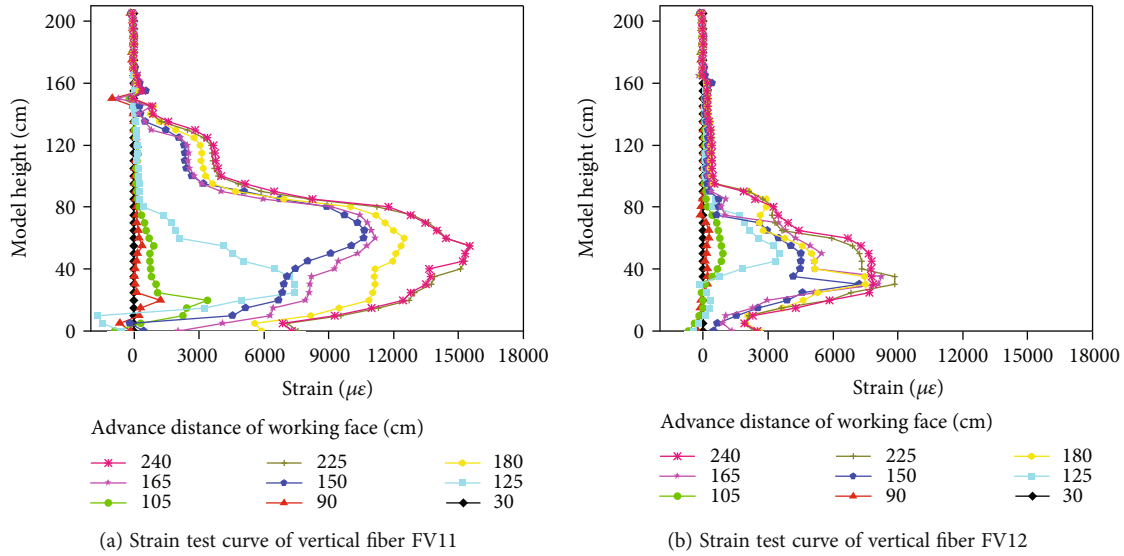 200
160
120
80
40
0
Model height (cm)
0 3000 6000 9000 12000 15000 18000
Strain (με)
Advance distance of working face (cm)
240 225 180
165 150 125
105 90 30
(a) Strain test curve of vertical fiber FV11
200
160
120
80
40
0
Model height (cm)
0 3000 6000 9000 12000 15000 18000
Strain (με)
Advance distance of working face (cm)
240 225 180
165 150 125
105 90 30
(b) Strain test curve of vertical fiber FV12